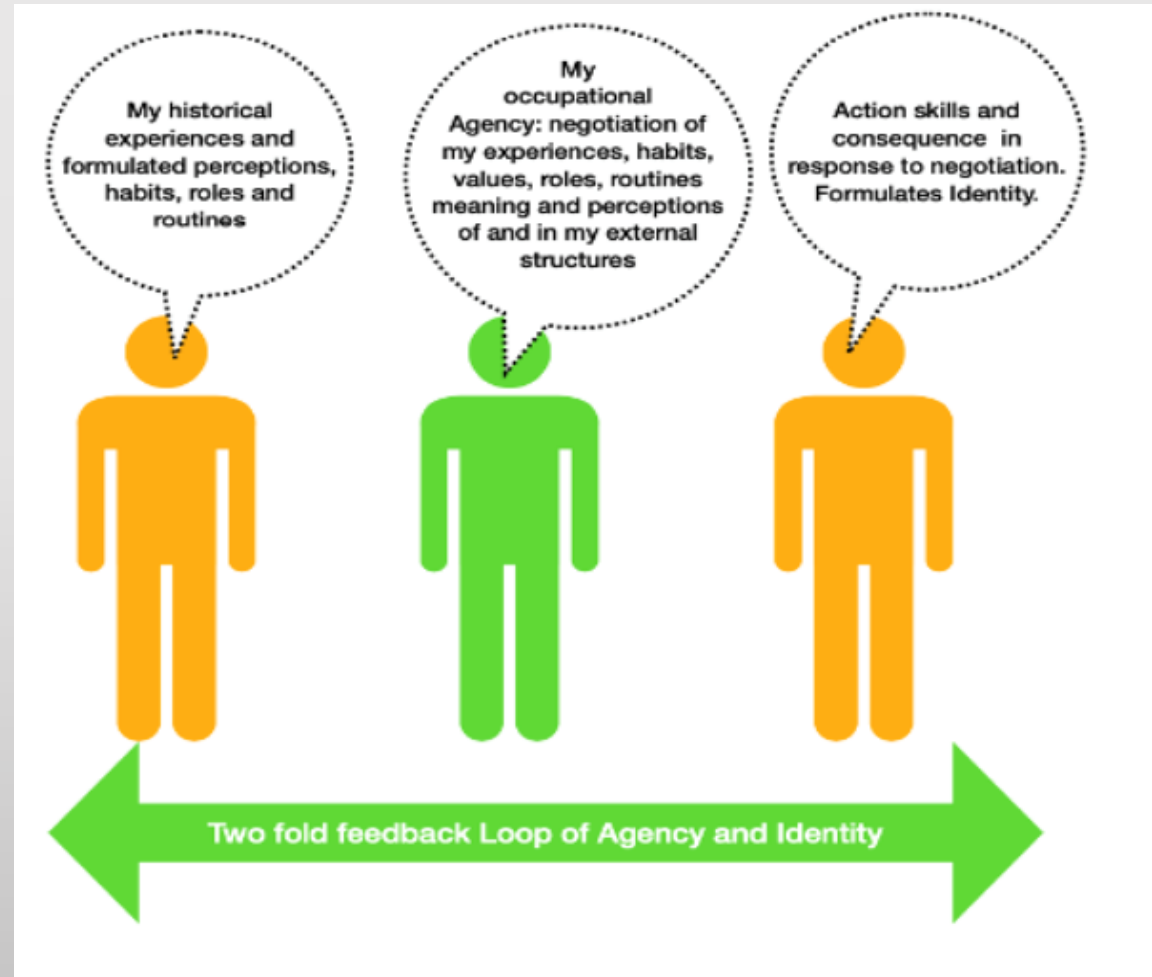 My historical
experiences and
formulated perceptions,
habits, roles and
routines
My
occupational
Agency: negotiation of
my experiences, habits,
values, roles, routines
meaning and perceptions
of and in my external
structures
Action skills and
consequence in
response to negotiation.
Formulates Identity.
Two fold feedback Loop of Agency and Identity